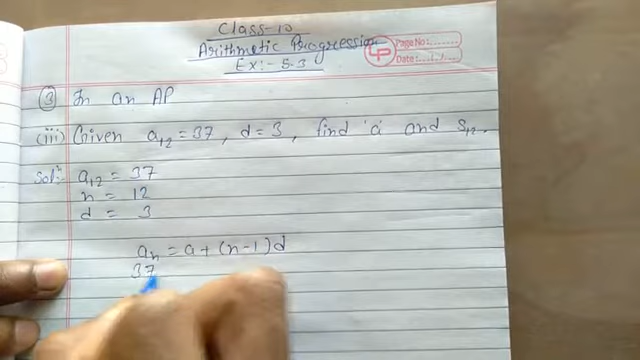 Class-10
Arithmetic Progression
Ex:- 5.3
LP
Page No:......
Date:..../..../....
3 In an AP
(iii) Given a12 = 37, d = 3, find 'a' and S12.
Sol:- a12 = 37
n = 12
d = 3
an = a + (n-1)d
37